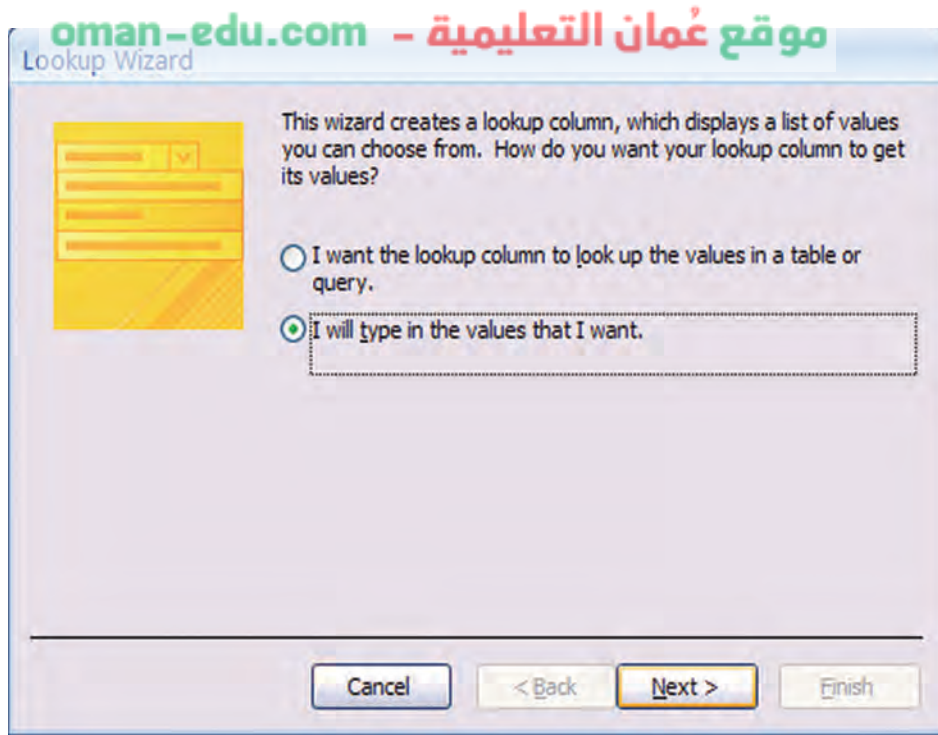 oman-edu.com - موقع عُمان التعليمية
Lookup Wizard
This wizard creates a lookup column, which displays a list of values
you can choose from. How do you want your lookup column to get
its values?
I want the lookup column to look up the values in a table or
query.
I will type in the values that I want.
Cancel
< Back
Next >
Finish